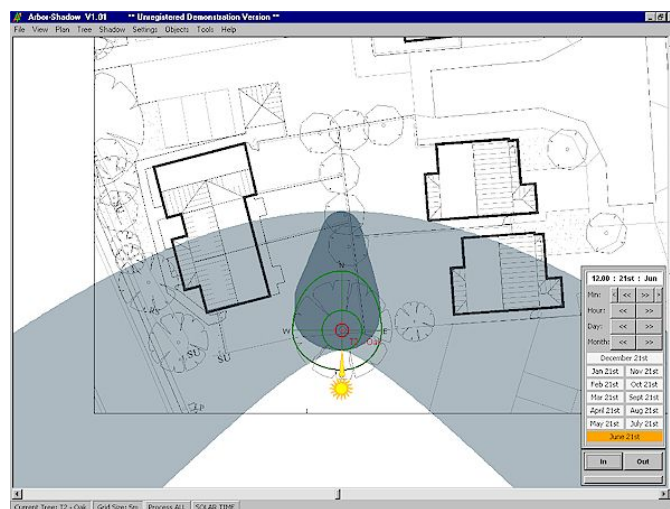 Arbor-Shadow V1.01 ** Unregistered Demonstration Version **
File View Plan Tree Shadow Settings Objects Tools Help
SU
N
W E
T2 - Oak
SU SU
12.00 : 21st : Jun
Min: < << >> >
Hour: << >>
Day: << >>
Month: << >>
December 21st
Jan 21st Nov 21st
Feb 21st Oct 21st
Mar 21st Sept 21st
April 21st Aug 21st
May 21st July 21st
June 21st
In Out
Current Tree: T2 - Oak Grid Size: 5m Process ALL SOLAR TIME